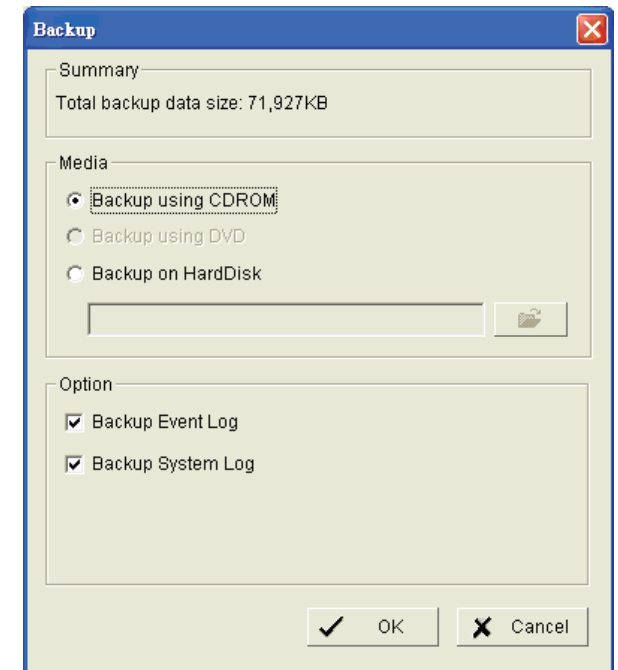 Backup
Summary
Total backup data size: 71,927KB
Media
Backup using CDROM
Backup using DVD
Backup on HardDisk
Option
Backup Event Log
Backup System Log
OK
Cancel